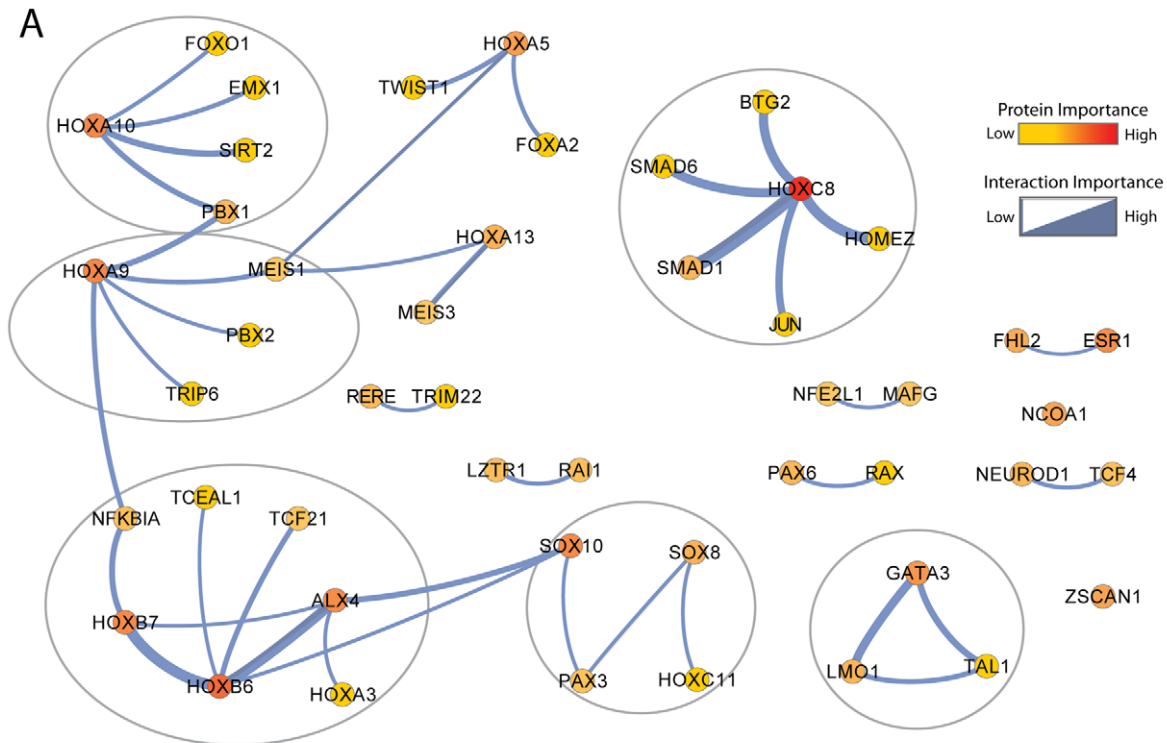 A
FOXO1
HOXA5
EMX1
TWIST1
BTG2
Protein Importance
Low
High
HOXA10
SIRT2
FOXA2
SMAD6
HOXC8
Interaction Importance
Low
High
PBX1
HOXA13
HOMEZ
HOXA9
MEIS1
SMAD1
MEIS3
PBX2
JUN
FHL2
ESR1
TRIP6
RERE
TRIM22
NFE2L1
MAFG
NCOA1
LZTR1
RAI1
PAX6
RAX
NEUROD1
TCF4
TCEAL1
NFKBIA
TCF21
SOX10
SOX8
GATA3
ALX4
ZSCAN1
HOXB7
HOXB6
HOXA3
PAX3
HOXC11
LMO1
TAL1